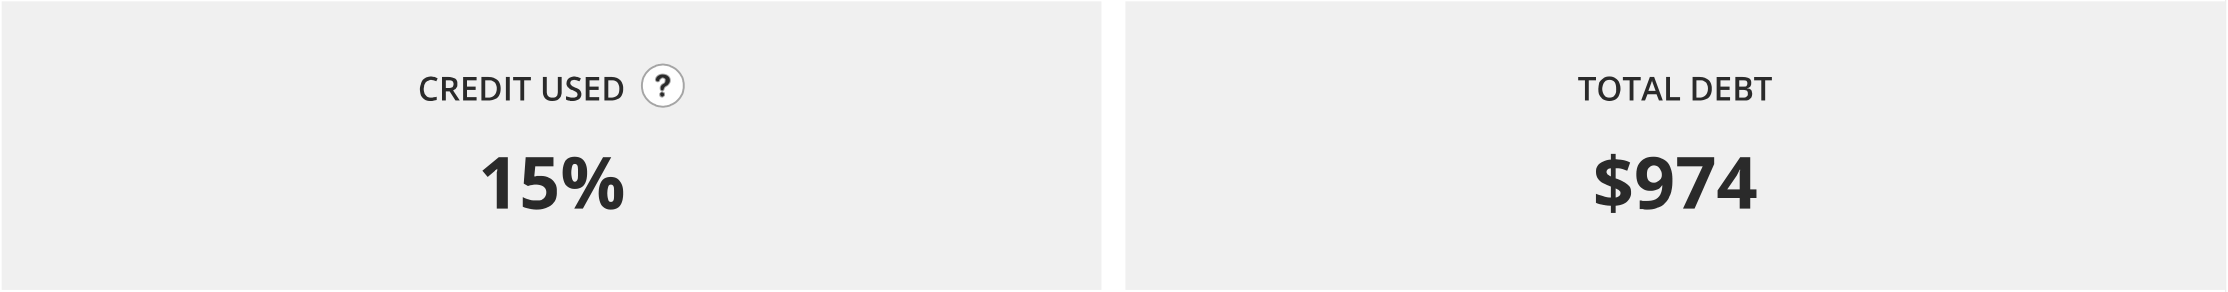 CREDIT USED ?
15%
TOTAL DEBT
$974